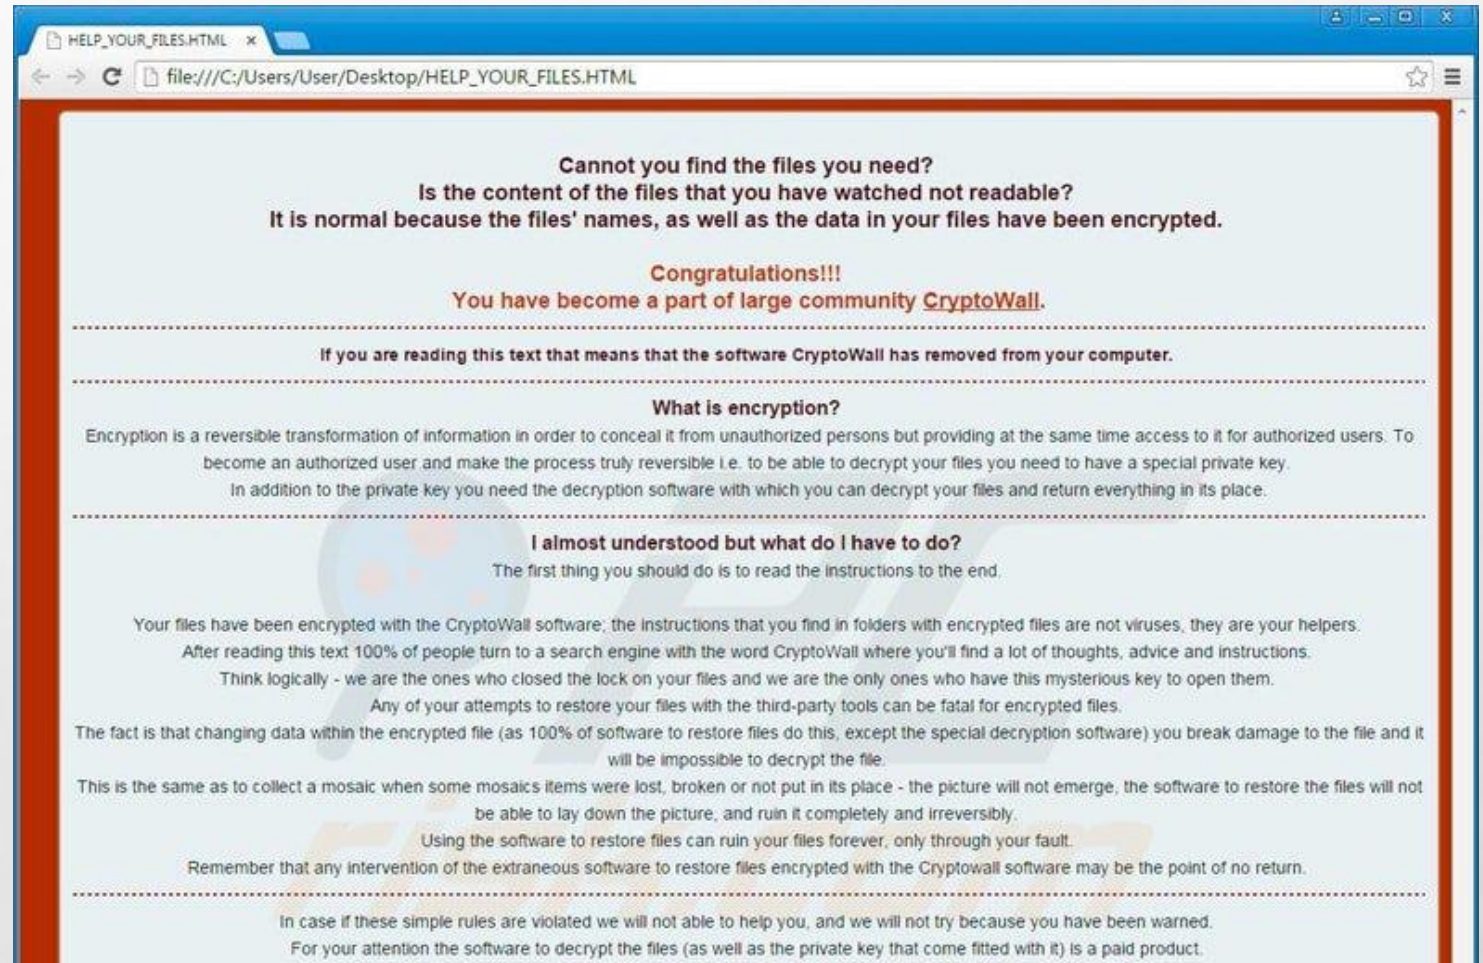 HELP_YOUR_FILES.HTML
file:///C:/Users/User/Desktop/HELP_YOUR_FILES.HTML
Cannot you find the files you need?
Is the content of the files that you have watched not readable?
It is normal because the files' names, as well as the data in your files have been encrypted.
Congratulations!!!
You have become a part of large community CryptoWall.
If you are reading this text that means that the software CryptoWall has removed from your computer.
What is encryption?
Encryption is a reversible transformation of information in order to conceal it from unauthorized persons but providing at the same time access to it for authorized users. To
become an authorized user and make the process truly reversible i.e. to be able to decrypt your files you need to have a special private key.
In addition to the private key you need the decryption software with which you can decrypt your files and return everything in its place.
I almost understood but what do I have to do?
The first thing you should do is to read the instructions to the end.
Your files have been encrypted with the CryptoWall software; the instructions that you find in folders with encrypted files are not viruses, they are your helpers.
After reading this text 100% of people turn to a search engine with the word CryptoWall where you'll find a lot of thoughts, advice and instructions.
Think logically - we are the ones who closed the lock on your files and we are the only ones who have this mysterious key to open them.
Any of your attempts to restore your files with the third-party tools can be fatal for encrypted files.
The fact is that changing data within the encrypted file (as 100% of software to restore files do this, except the special decryption software) you break damage to the file and it
will be impossible to decrypt the file.
This is the same as to collect a mosaic when some mosaics items were lost, broken or not put in its place - the picture will not emerge, the software to restore the files will not
be able to lay down the picture, and ruin it completely and irreversibly.
Using the software to restore files can ruin your files forever, only through your fault.
Remember that any intervention of the extraneous software to restore files encrypted with the Cryptowall software may be the point of no return.
In case if these simple rules are violated we will not able to help you, and we will not try because you have been warned.
For your attention the software to decrypt the files (as well as the private key that come fitted with it) is a paid product.